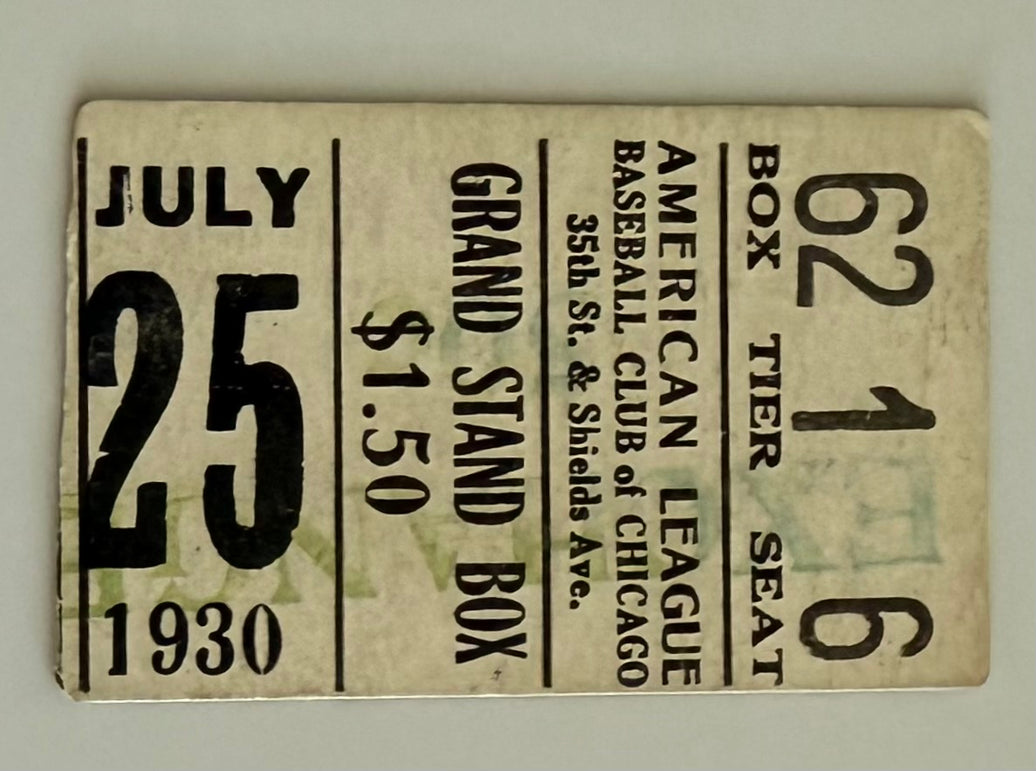 JULY
25
1930
62 1 6
BOX TIER SEAT
AMERICAN LEAGUE
BASEBALL CLUB of CHICAGO
35th St. & Shields Ave.
GRAND STAND BOX
$1.50